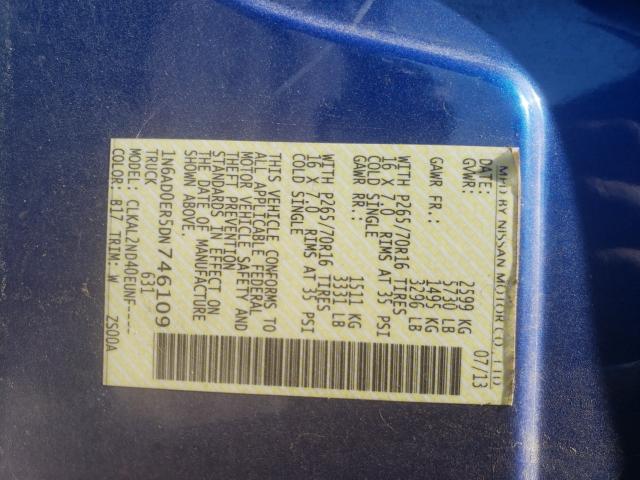 MFD BY NISSAN MOTOR CO., LTD
DATE: 07/13
GVWR: 2599 KG
5730 LB
GAWR FR.: 1495 KG
3296 LB
WITH P265/70R16 TIRES
16 X 7.0 RIMS AT 35 PSI
COLD SINGLE
GAWR RR.: 1511 KG
3331 LB
WITH P265/70R16 TIRES
16 X 7.0 RIMS AT 35 PSI
COLD SINGLE
THIS VEHICLE CONFORMS TO
ALL APPLICABLE FEDERAL
MOTOR VEHICLE SAFETY AND
THEFT PREVENTION
STANDARDS IN EFFECT ON
THE DATE OF MANUFACTURE
SHOWN ABOVE.
1N6AD0ER5DN746109
TRUCK 631
MODEL: CLKAL2ND40EUNF----
COLOR: B17 TRIM: W ZS00A